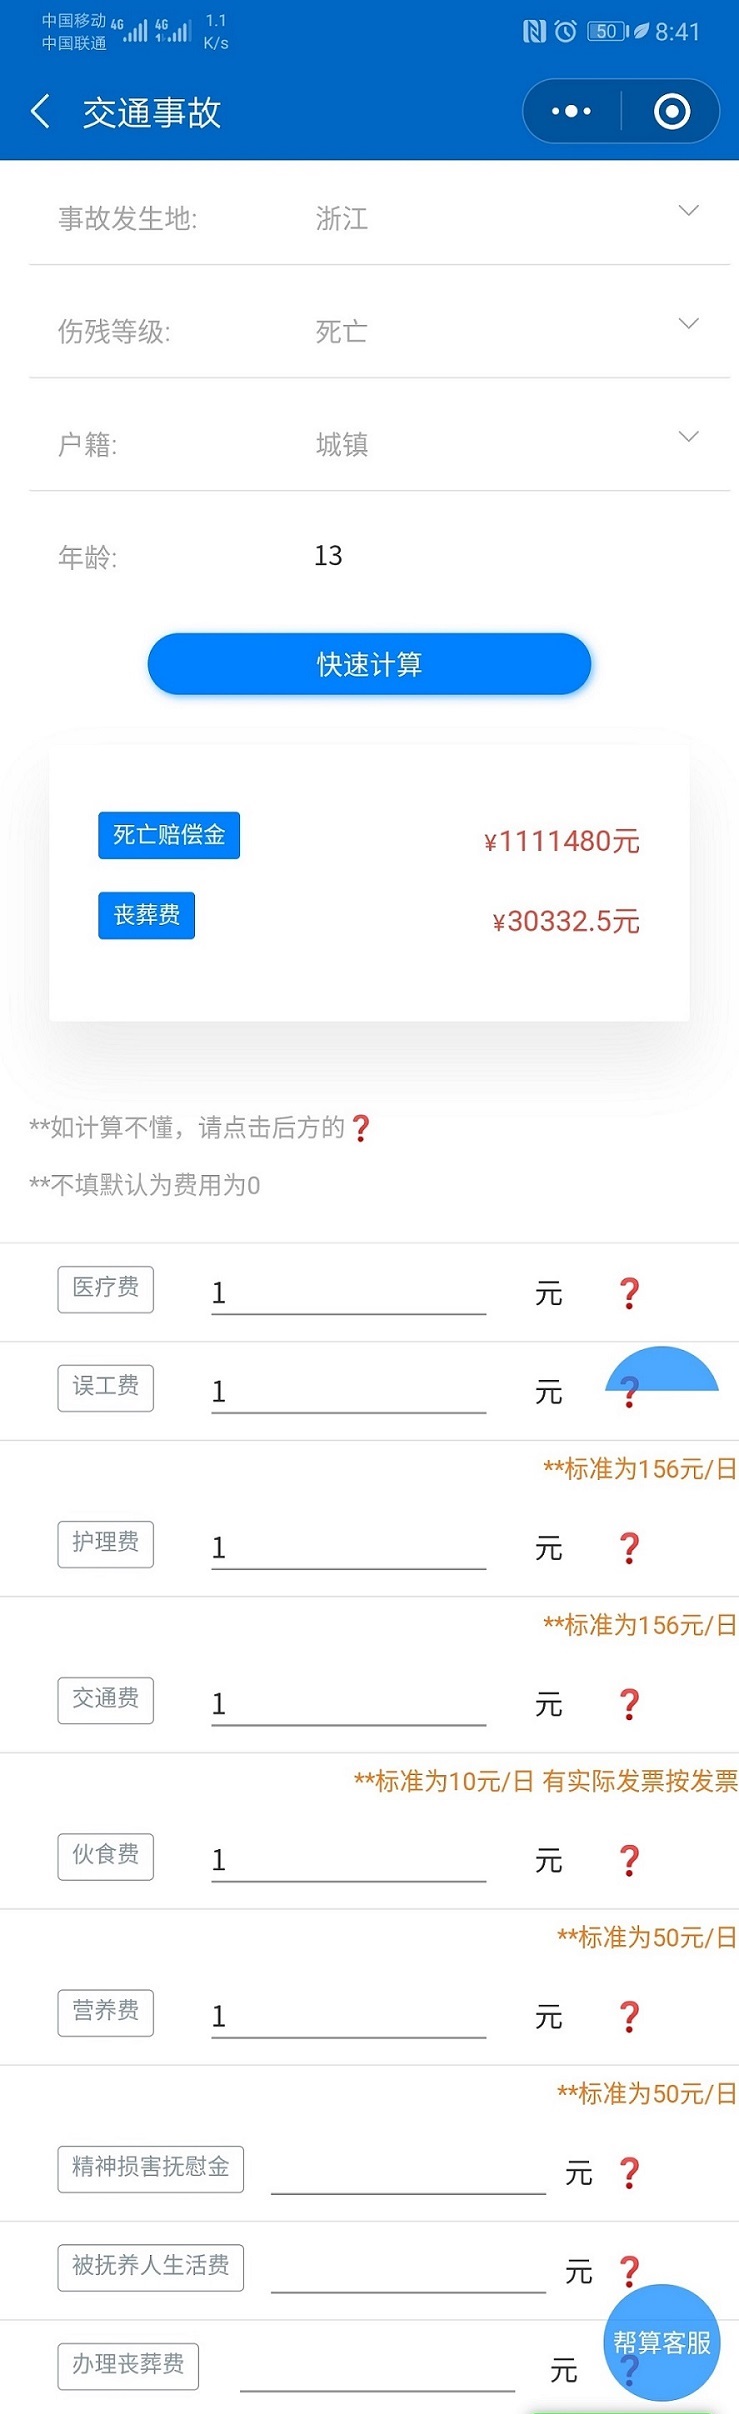 中国移动 4G 4G 1.1
中国联通 K/s
50 8:41
交通事故
事故发生地: 浙江
伤残等级: 死亡
户籍: 城镇
年龄: 13
快速计算
死亡赔偿金 ¥1111480元
丧葬费 ¥30332.5元
**如计算不懂，请点击后方的❓
**不填默认为费用为0
医疗费 1 元 ❓
误工费 1 元 ❓
**标准为156元/日
护理费 1 元 ❓
**标准为156元/日
交通费 1 元 ❓
**标准为10元/日 有实际发票按发票
伙食费 1 元 ❓
**标准为50元/日
营养费 1 元 ❓
**标准为50元/日
精神损害抚慰金 元 ❓
被抚养人生活费 元 ❓
帮算客服
办理丧葬费 元 ❓